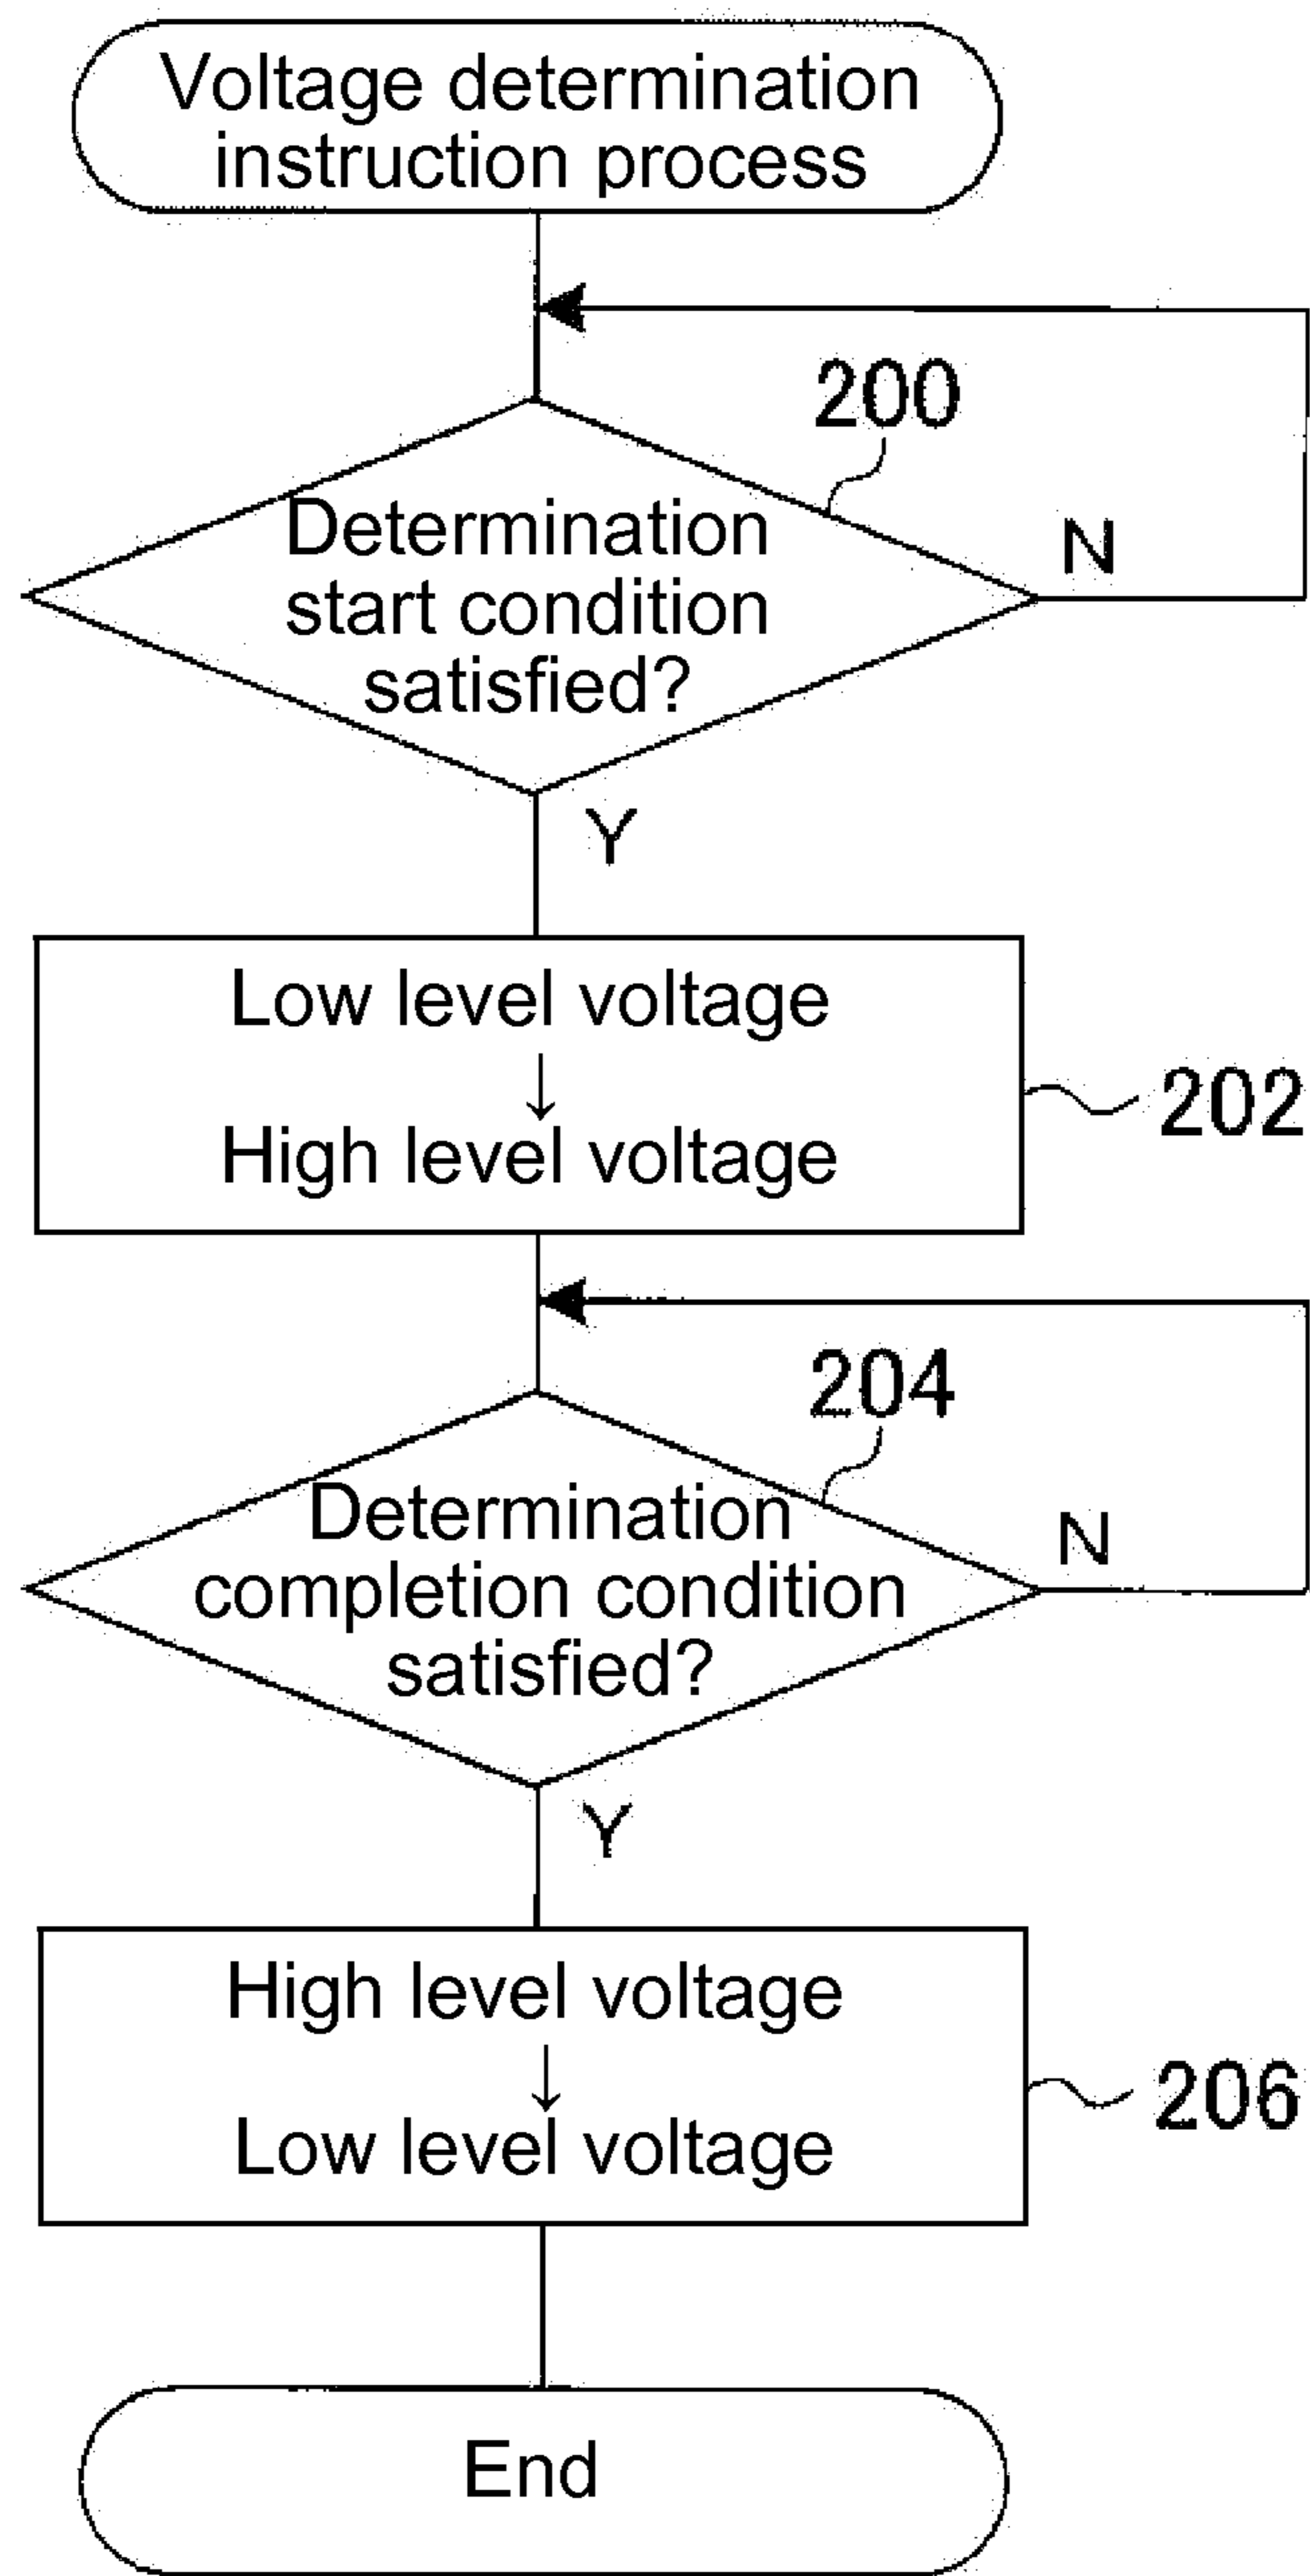 Voltage determination
instruction process
200
Determination
start condition
satisfied?
N
Y
Low level voltage
↓
High level voltage
202
204
Determination
completion condition
satisfied?
N
Y
High level voltage
↓
Low level voltage
206
End